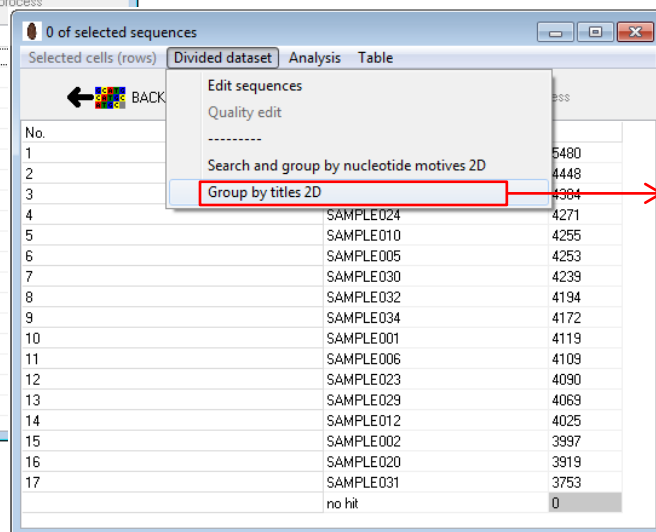 process
0 of selected sequences
Selected cells (rows) Divided dataset Analysis Table
BACK
Edit sequences
Quality edit
---------
Search and group by nucleotide motives 2D
Group by titles 2D
No.
1 5480
2 4448
3 4384
4 SAMPLE024 4271
5 SAMPLE010 4255
6 SAMPLE005 4253
7 SAMPLE030 4239
8 SAMPLE032 4194
9 SAMPLE034 4172
10 SAMPLE001 4119
11 SAMPLE006 4109
12 SAMPLE023 4090
13 SAMPLE029 4069
14 SAMPLE012 4025
15 SAMPLE002 3997
16 SAMPLE020 3919
17 SAMPLE031 3753
no hit 0